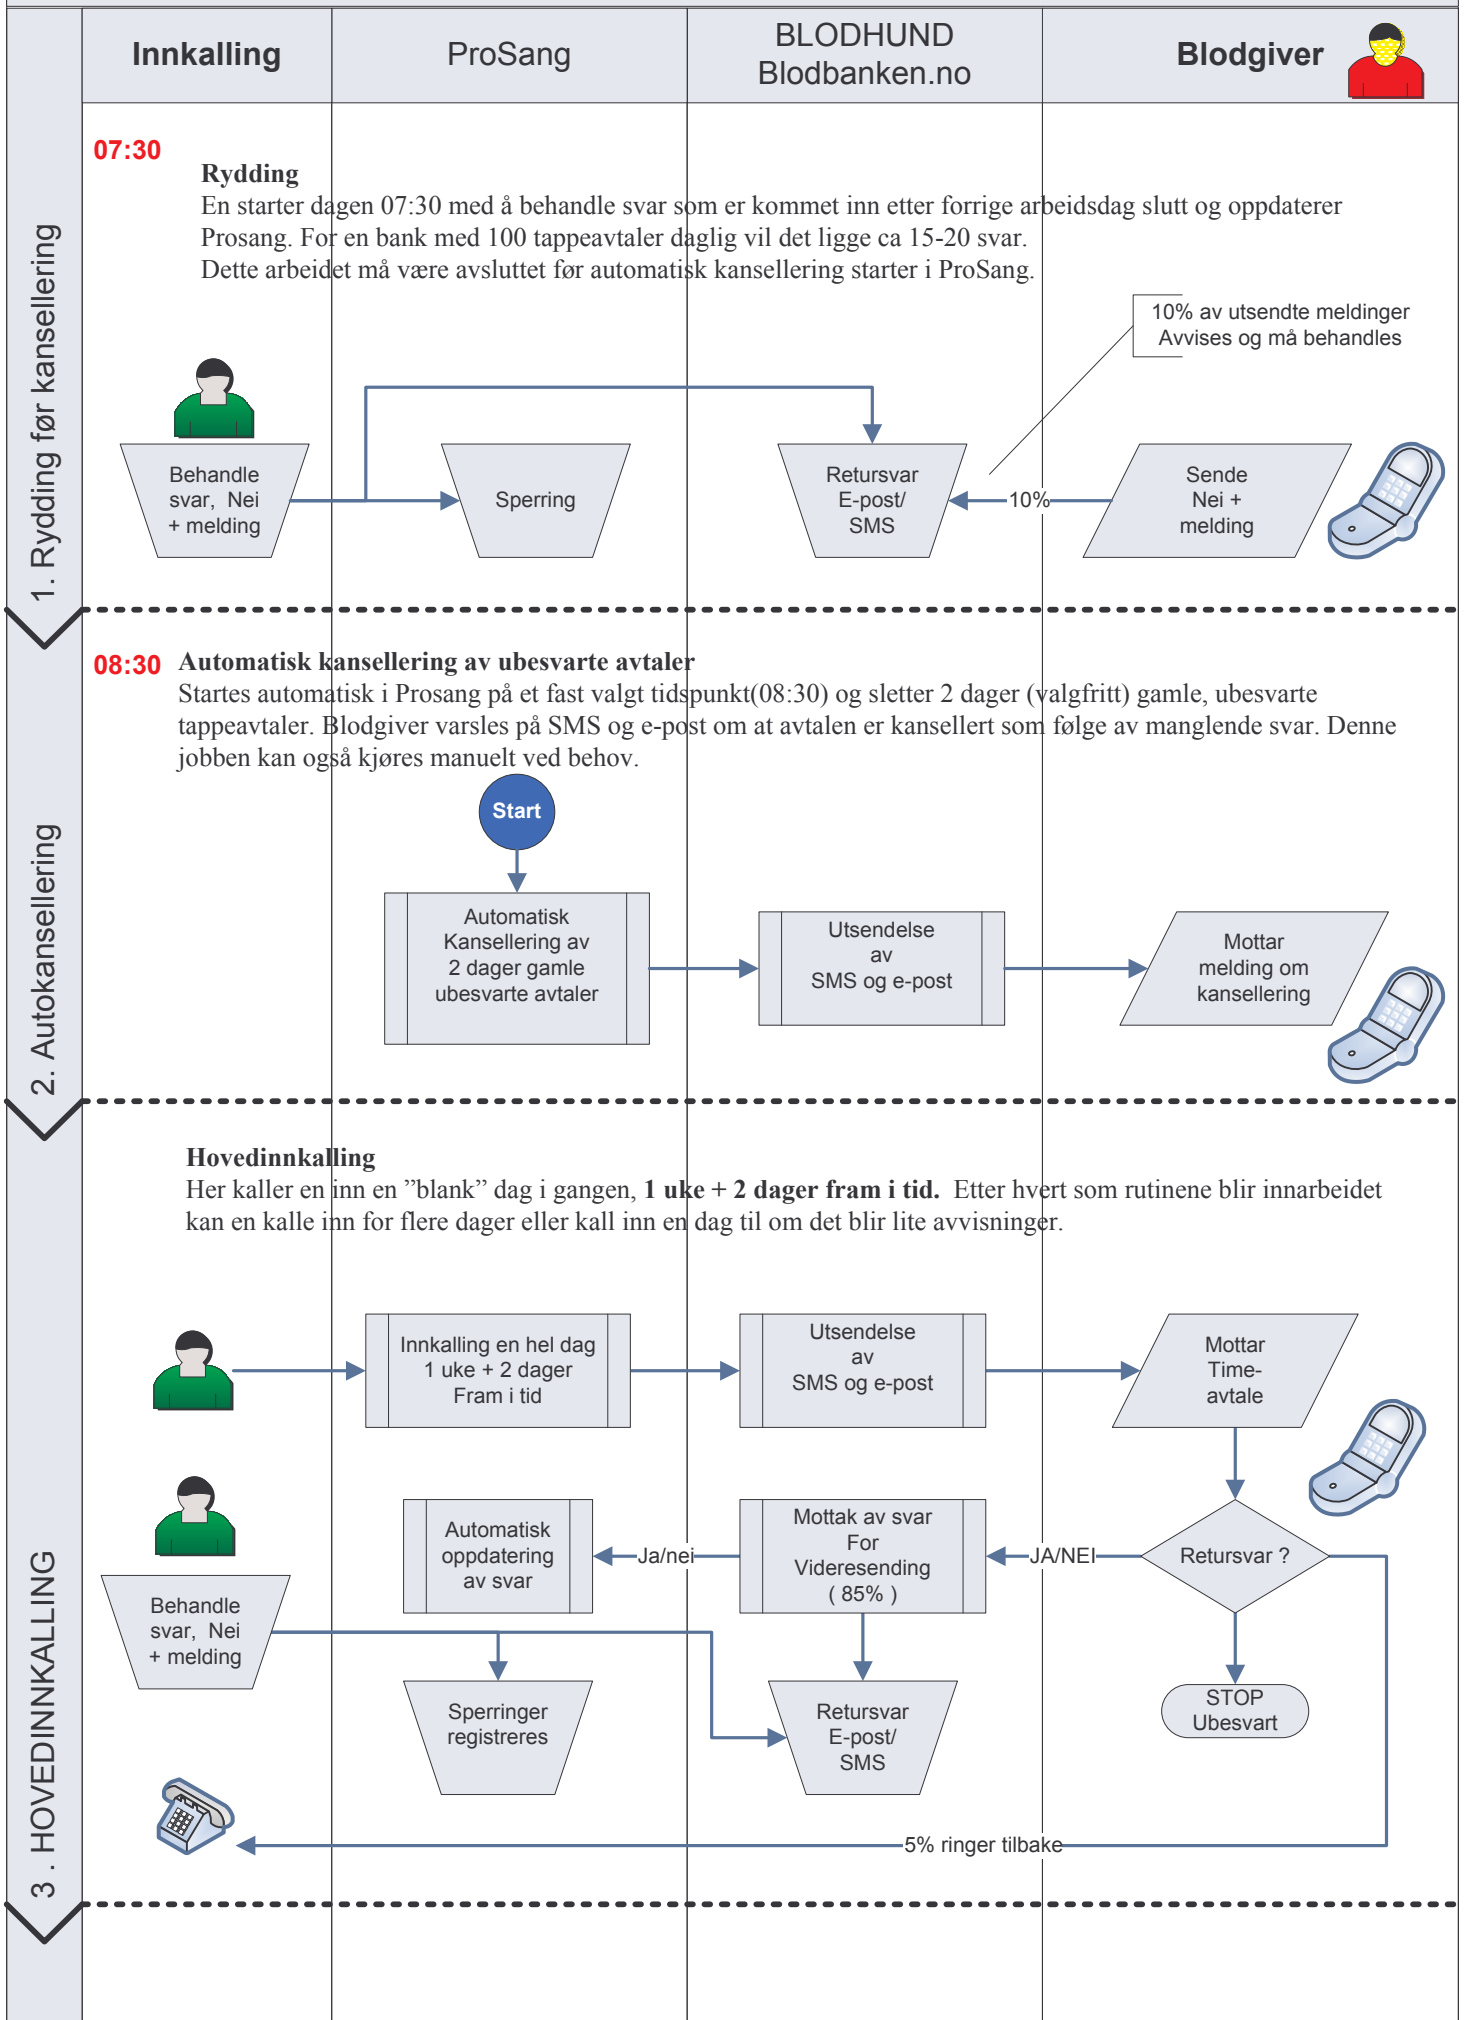 Innkalling
ProSang
BLODHUND
Blodbanken.no
Blodgiver
1. Rydding før kansellering
07:30
Rydding
En starter dagen 07:30 med å behandle svar som er kommet inn etter forrige arbeidsdag slutt og oppdaterer
Prosang. For en bank med 100 tappeavtaler daglig vil det ligge ca 15-20 svar.
Dette arbeidet må være avsluttet før automatisk kansellering starter i ProSang.
10% av utsendte meldinger
Avvises og må behandles
Behandle
svar, Nei
+ melding
Sperring
Retursvar
E-post/
SMS
10%
Sende
Nei +
melding
2. Autokansellering
08:30
Automatisk kansellering av ubesvarte avtaler
Startes automatisk i Prosang på et fast valgt tidspunkt(08:30) og sletter 2 dager (valgfritt) gamle, ubesvarte
tappeavtaler. Blodgiver varsles på SMS og e-post om at avtalen er kansellert som følge av manglende svar. Denne
jobben kan også kjøres manuelt ved behov.
Start
Automatisk
Kansellering av
2 dager gamle
ubesvarte avtaler
Utsendelse
av
SMS og e-post
Mottar
melding om
kansellering
3 . HOVEDINNKALLING
Hovedinnkalling
Her kaller en inn en ”blank” dag i gangen, 1 uke + 2 dager fram i tid. Etter hvert som rutinene blir innarbeidet
kan en kalle inn for flere dager eller kall inn en dag til om det blir lite avvisninger.
Innkalling en hel dag
1 uke + 2 dager
Fram i tid
Utsendelse
av
SMS og e-post
Mottar
Time-
avtale
Automatisk
oppdatering
av svar
Ja/nei
Mottak av svar
For
Videresending
( 85% )
JA/NEI
Retursvar ?
Behandle
svar, Nei
+ melding
Sperringer
registreres
Retursvar
E-post/
SMS
STOP
Ubesvart
5% ringer tilbake